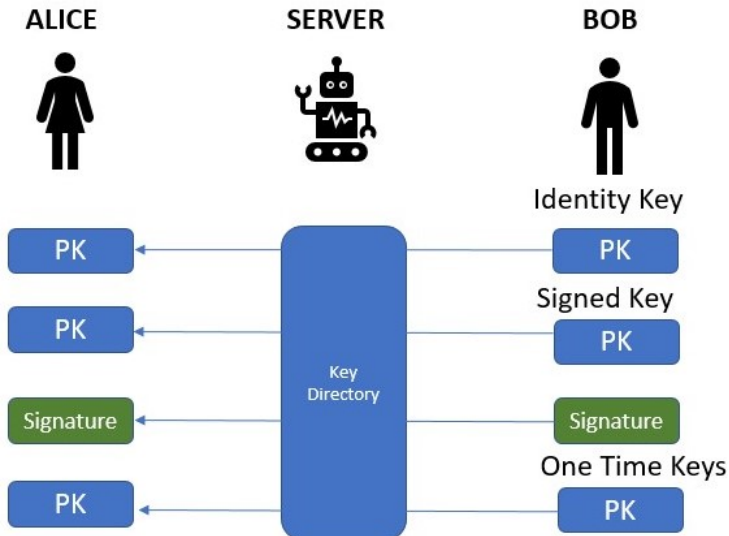 ALICE
SERVER
BOB
Identity Key
PK
PK
Signed Key
PK
PK
Key
Directory
Signature
Signature
One Time Keys
PK
PK